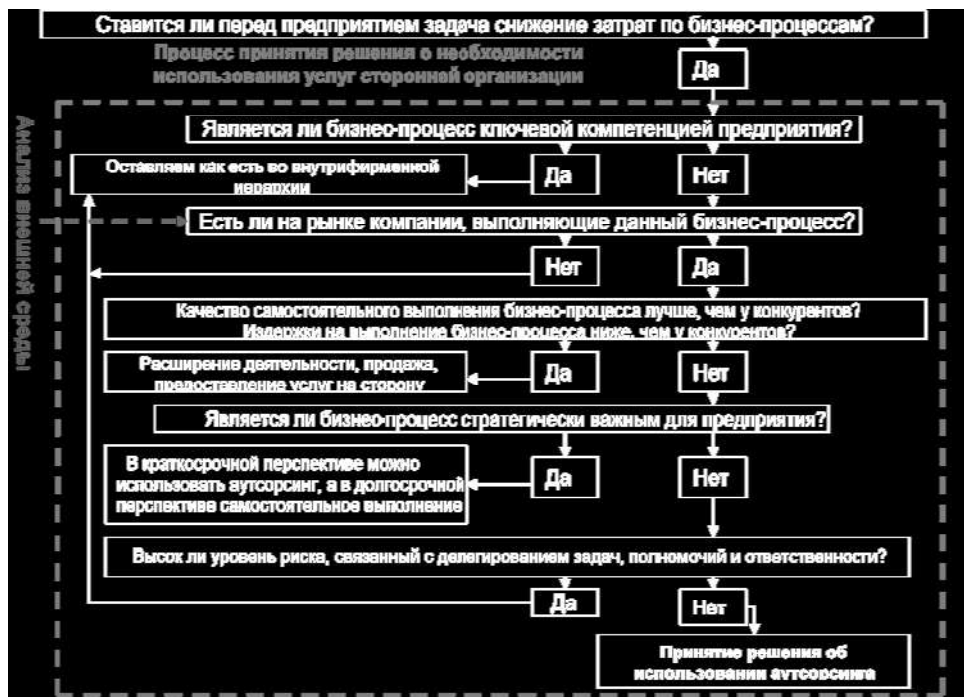 Ставится ли перед предприятием задача снижение затрат по бизнес-процессам?
Процесс принятия решения о необходимости
использования услуг сторонней организации
Да
Анализ внешней среды
Является ли бизнес-процесс ключевой компетенцией предприятия?
Оставляем как есть во внутрифирменной
иерархии
Да
Нет
Есть ли на рынке компании, выполняющие данный бизнес-процесс?
Нет
Да
Качество самостоятельного выполнения бизнес-процесса лучше, чем у конкурентов?
Издержки на выполнение бизнес-процесса ниже, чем у конкурентов?
Расширение деятельности, продажа,
предоставление услуг на сторону
Да
Нет
Является ли бизнес-процесс стратегически важным для предприятия?
В краткосрочной перспективе можно
использовать аутсорсинг, а в долгосрочной
перспективе самостоятельное выполнение
Да
Нет
Высок ли уровень риска, связанный с делегированием задач, полномочий и ответственности?
Да
Нет
Принятие решения об
использовании аутсорсинга